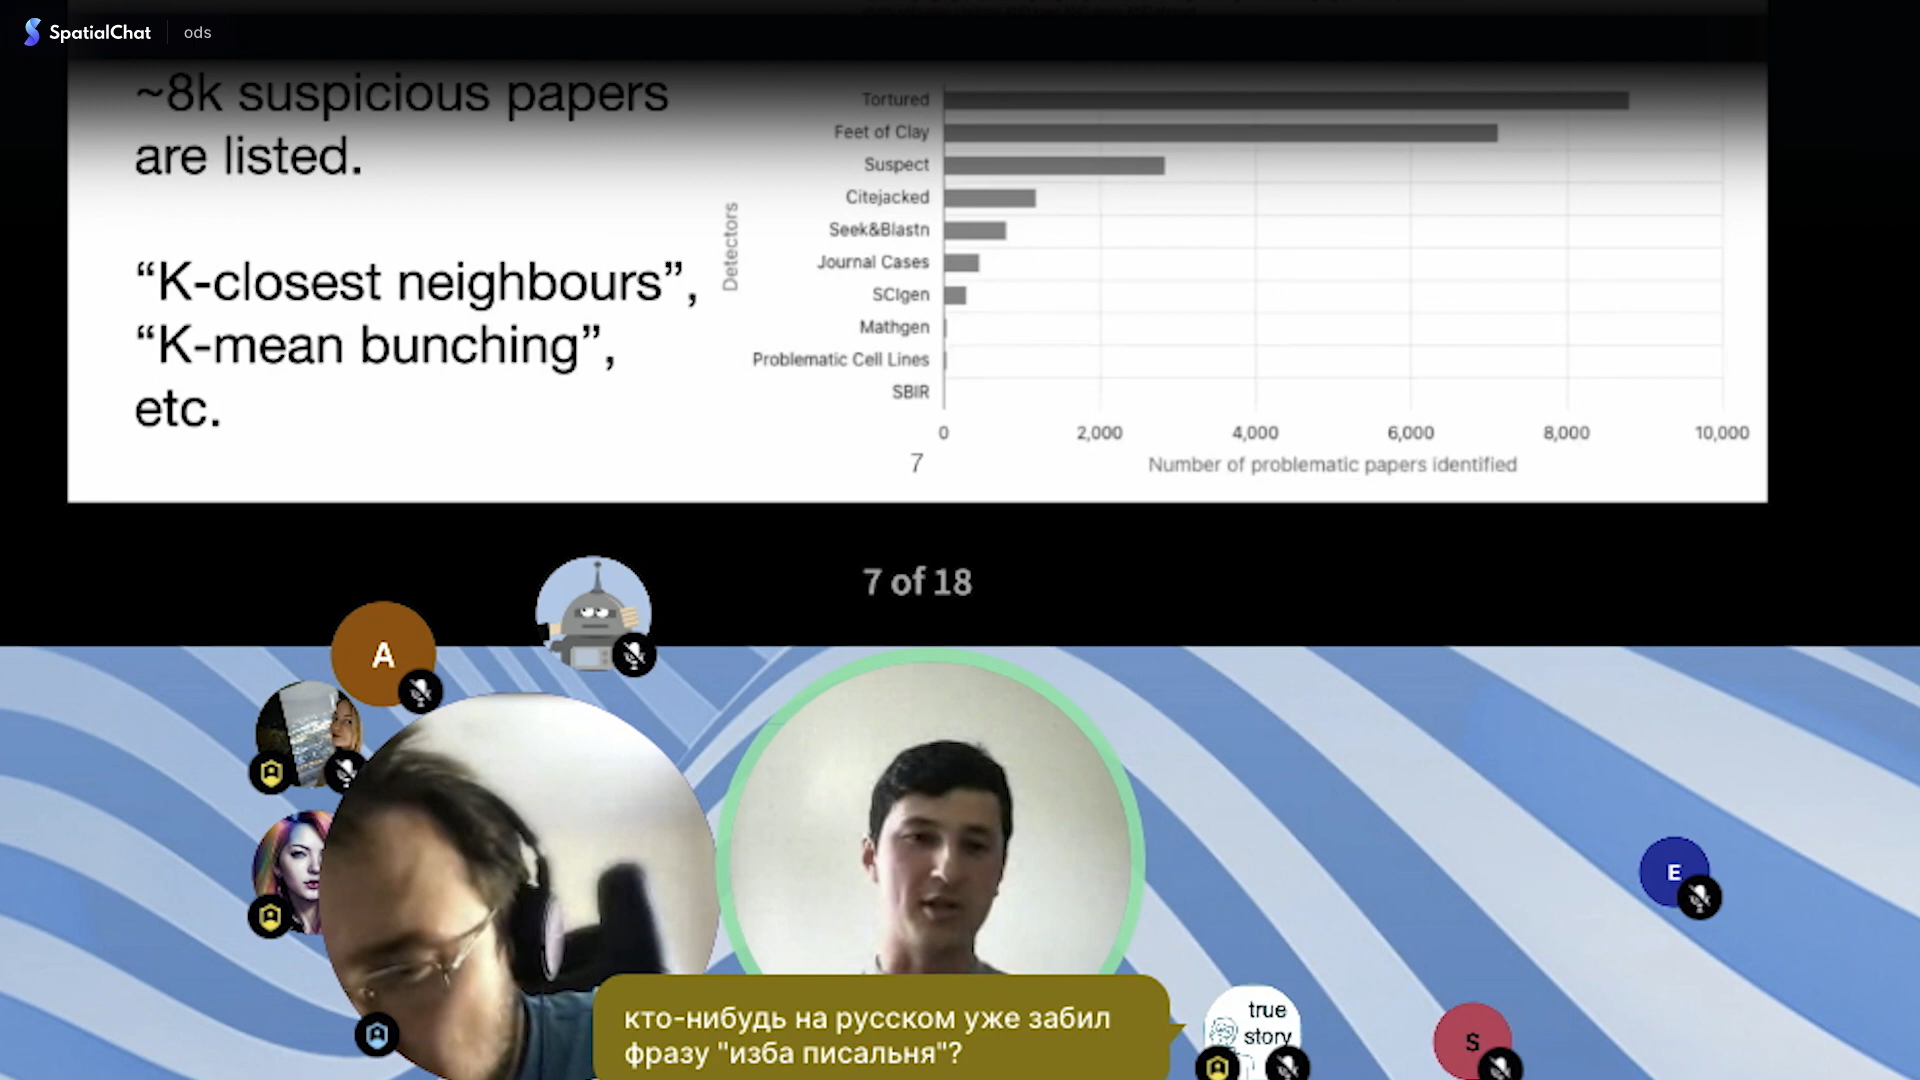 SpatialChat
ods
~8k suspicious papers
are listed.
“K-closest neighbours”,
“K-mean bunching”,
etc.
Detectors
Tortured
Feet of Clay
Suspect
Citejacked
Seek&Blastn
Journal Cases
SCIgen
Mathgen
Problematic Cell Lines
SBIR
0
2,000
4,000
6,000
8,000
10,000
Number of problematic papers identified
7
7 of 18
A
E
кто-нибудь на русском уже забил
фразу "изба писальня"?
true
story
S